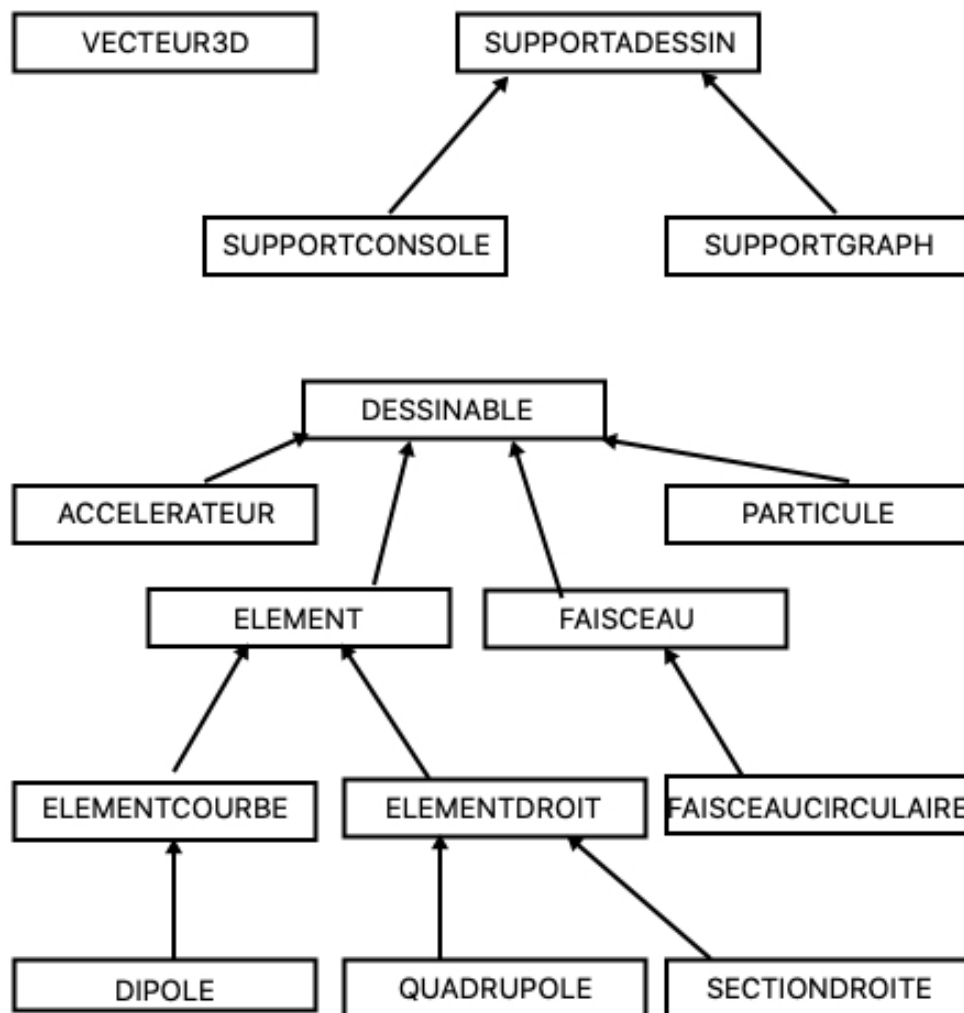 VECTEUR3D
SUPPORTADESSIN
SUPPORTCONSOLE
SUPPORTGRAPH
DESSINABLE
ACCELERATEUR
PARTICULE
ELEMENT
FAISCEAU
ELEMENTCOURBE
ELEMENTDROIT
FAISCEAUCIRCULAIRE
DIPOLE
QUADRUPOLE
SECTIONDROITE